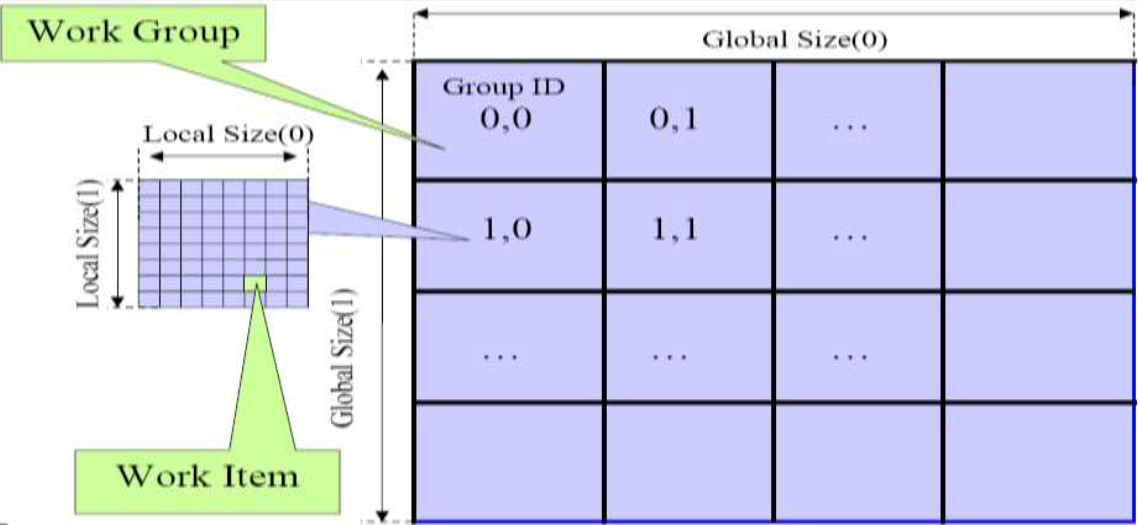 Work Group
Global Size(0)
Group ID
0,0
0,1
...
Local Size(0)
Local Size(1)
1,0
1,1
...
Global Size(1)
...
...
...
Work Item